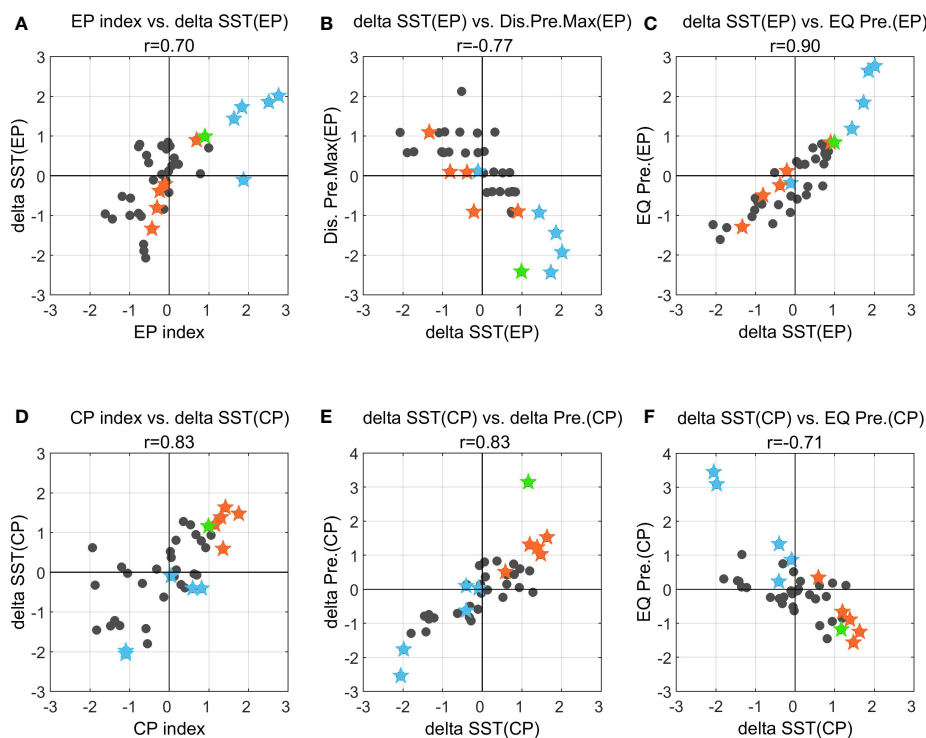 A EP index vs. delta SST(EP)
r=0.70
3
2
1
0
-1
-2
-3
delta SST(EP)
-3 -2 -1 0 1 2 3
EP index
B delta SST(EP) vs. Dis.Pre.Max(EP)
r=-0.77
3
2
1
0
-1
-2
-3
Dis. Pre.Max(EP)
-3 -2 -1 0 1 2 3
delta SST(EP)
C delta SST(EP) vs. EQ Pre.(EP)
r=0.90
3
2
1
0
-1
-2
-3
EQ Pre.(EP)
-3 -2 -1 0 1 2 3
delta SST(EP)
D CP index vs. delta SST(CP)
r=0.83
3
2
1
0
-1
-2
-3
delta SST(CP)
-3 -2 -1 0 1 2 3
CP index
E delta SST(CP) vs. delta Pre.(CP)
r=0.83
4
3
2
1
0
-1
-2
-3
delta Pre.(CP)
-3 -2 -1 0 1 2 3
delta SST(CP)
F delta SST(CP) vs. EQ Pre.(CP)
r=-0.71
4
3
2
1
0
-1
-2
-3
EQ Pre.(CP)
-3 -2 -1 0 1 2 3
delta SST(CP)